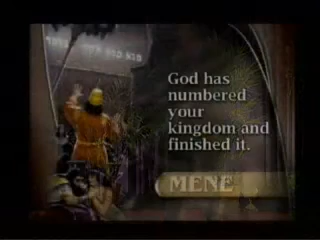 God has
numbered
your
kingdom and
finished it.
MENE